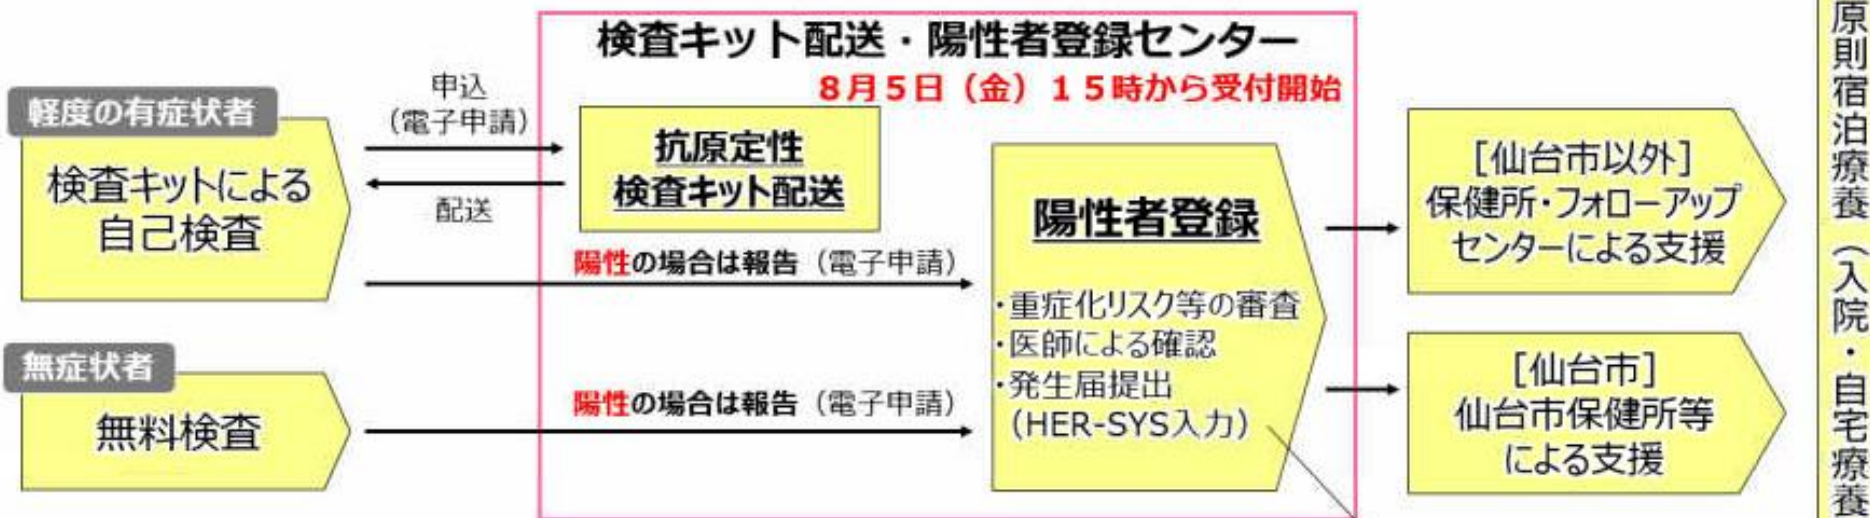 検査キット配送・陽性者登録センター
8月5日（金）15時から受付開始
軽度の有症状者
検査キットによる
自己検査
申込
（電子申請）
配送
抗原定性
検査キット配送
陽性の場合は報告（電子申請）
無症状者
無料検査
陽性の場合は報告（電子申請）
陽性者登録
・重症化リスク等の審査
・医師による確認
・発生届提出
（HER-SYS入力）
［仙台市以外］
保健所・フォローアップ
センターによる支援
［仙台市］
仙台市保健所等
による支援
原則宿泊療養（入院・自宅療養